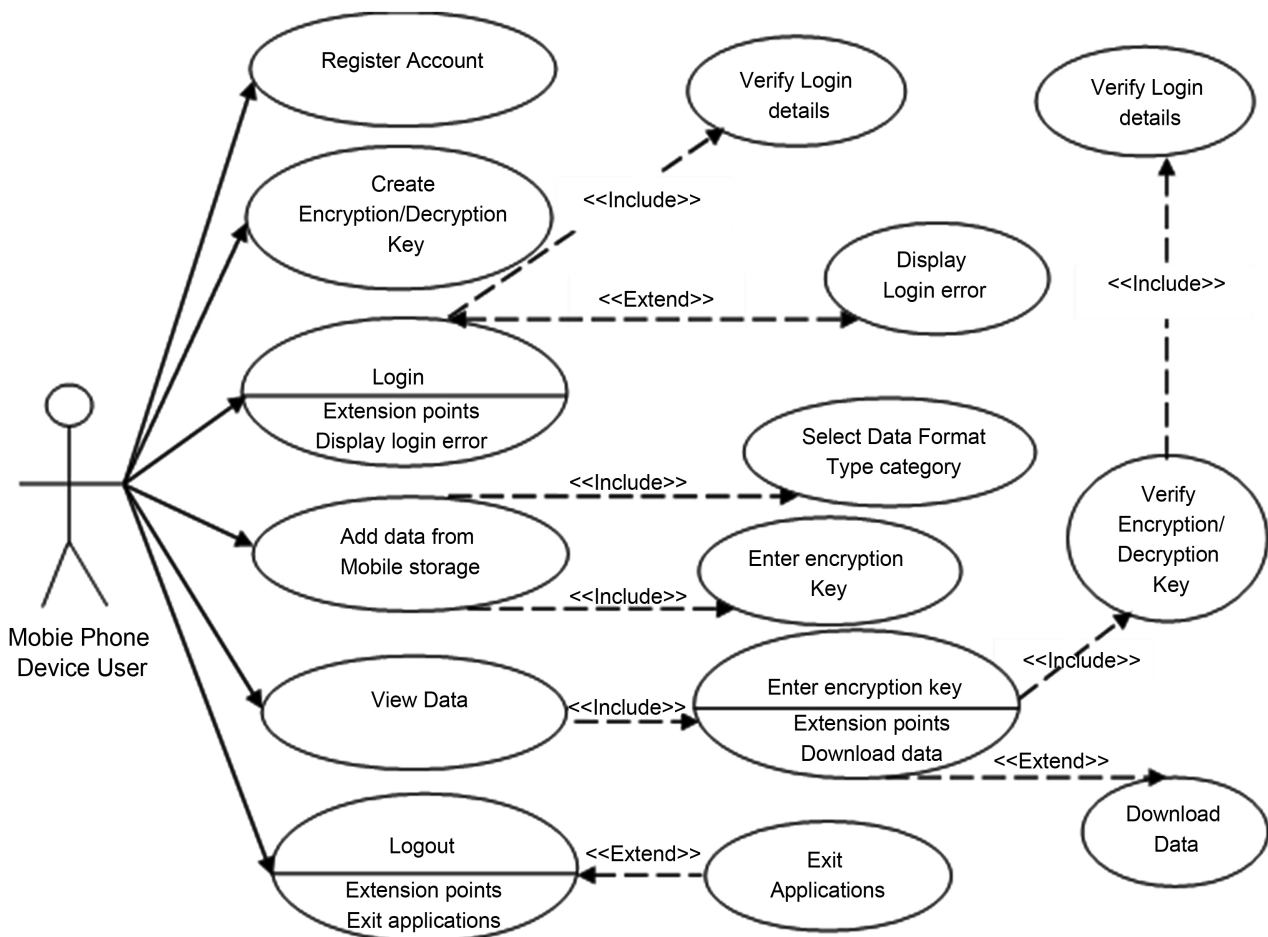 Register Account
Verify Login
details
Verify Login
details
Create
Encryption/Decryption
Key
<<Include>>
Display
Login error
<<Extend>>
<<Include>>
Login
Extension points
Display login error
Select Data Format
Type category
<<Include>>
Verify
Encryption/
Decryption
Key
Add data from
Mobile storage
Enter encryption
Key
<<Include>>
Mobie Phone
Device User
View Data
<<Include>>
Enter encryption key
Extension points
Download data
<<Include>>
<<Extend>>
Download
Data
Logout
Extension points
Exit applications
<<Extend>>
Exit
Applications